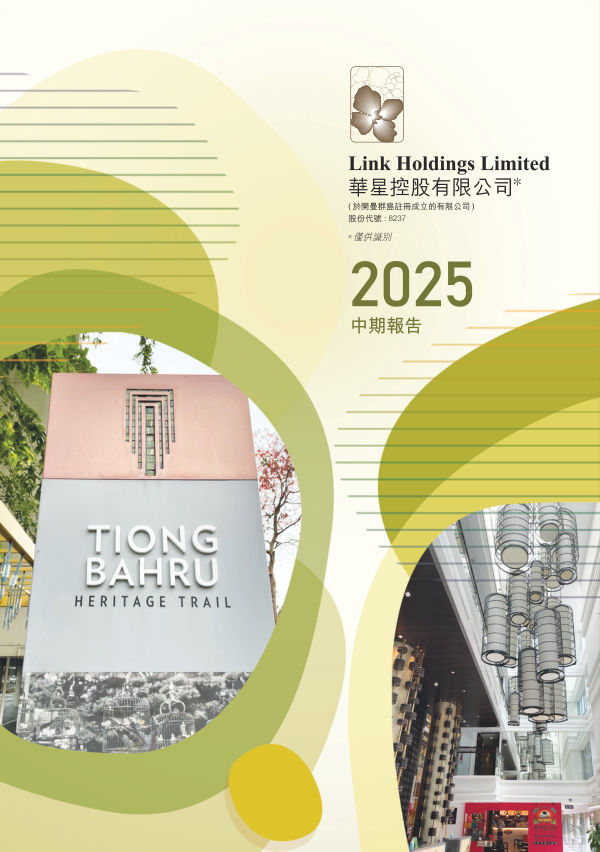 Link Holdings Limited
華星控股有限公司*
(於開曼群島註冊成立的有限公司)
股份代號 : 8237
* 僅供識別
2025
中期報告
TIONG
BAHRU
HERITAGE TRAIL